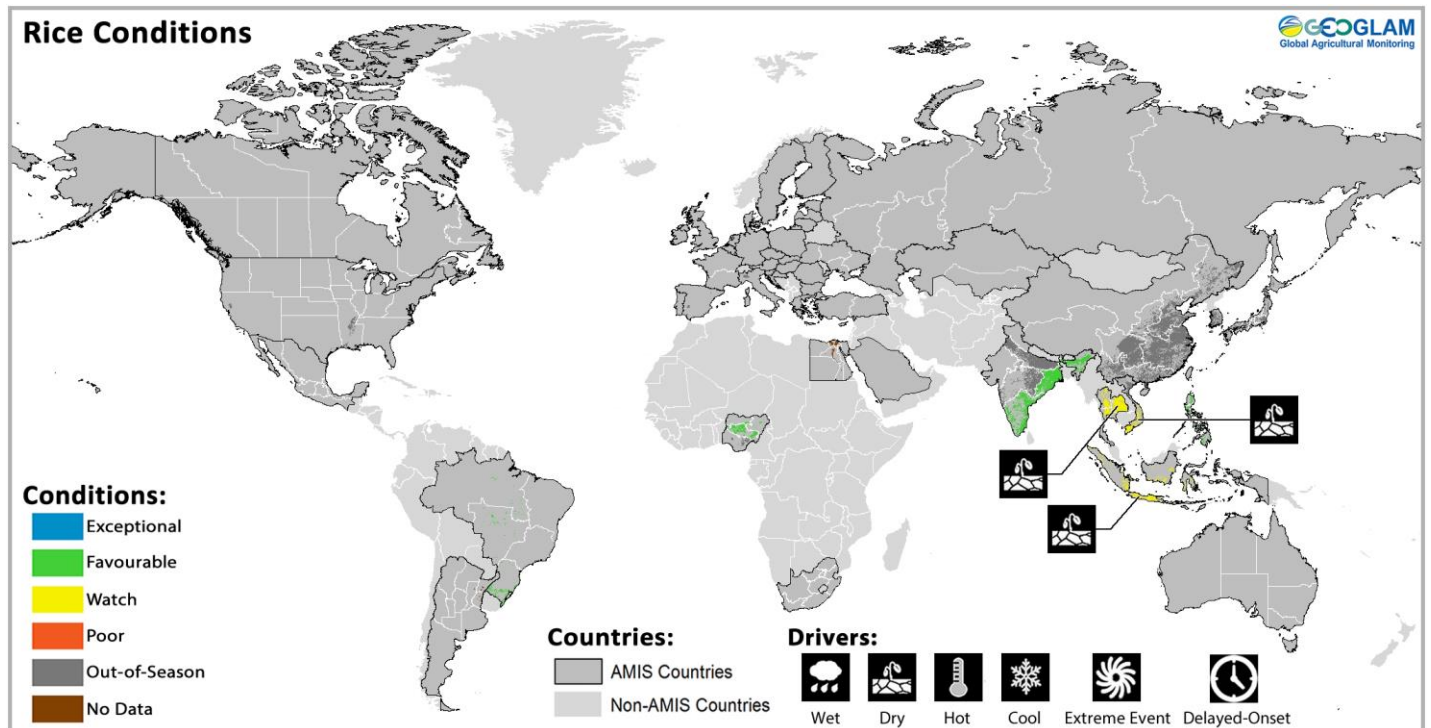 Rice Conditions
GEOGLAM
Global Agricultural Monitoring
Conditions:
Exceptional
Favourable
Watch
Poor
Out-of-Season
No Data
Countries:
AMIS Countries
Non-AMIS Countries
Drivers:
Wet
Dry
Hot
Cool
Extreme Event
Delayed-Onset